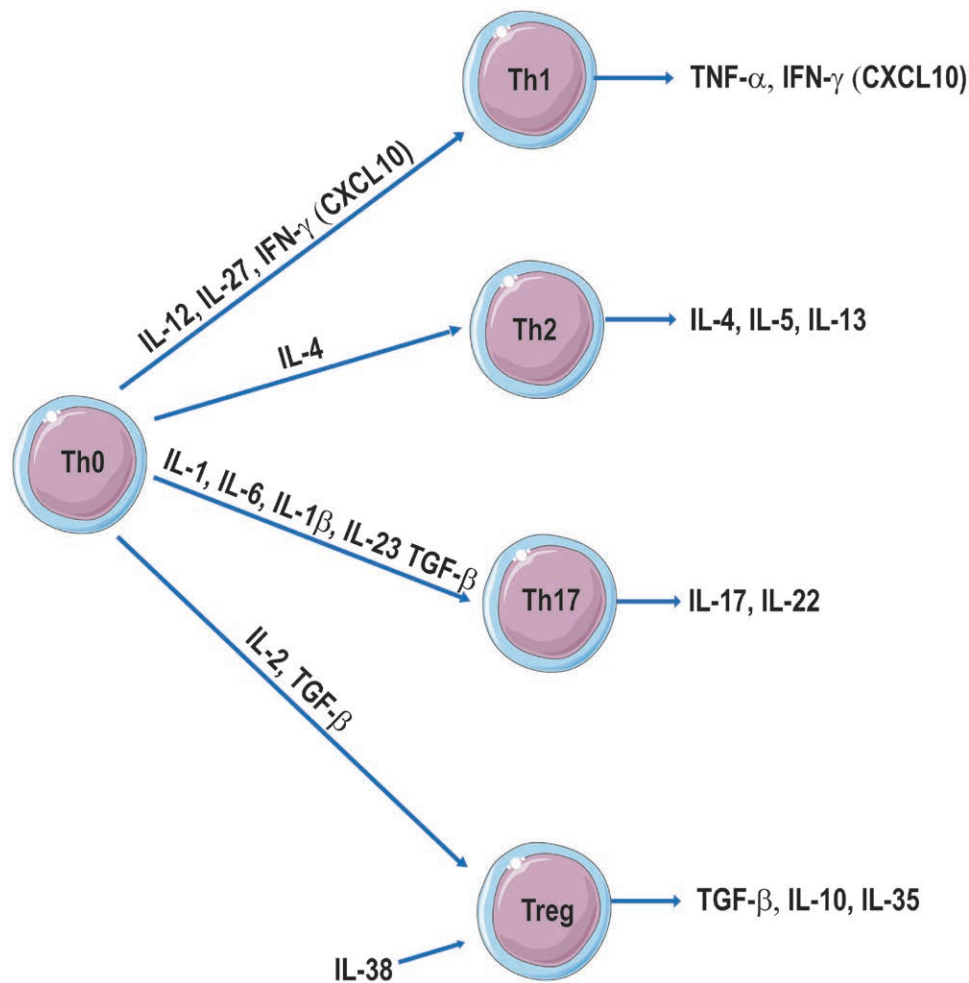 Th1
TNF-α, IFN-γ (CXCL10)
IL-12, IL-27, IFN-γ (CXCL10)
Th2
IL-4, IL-5, IL-13
IL-4
Th0
IL-1, IL-6, IL-1β, IL-23 TGF-β
Th17
IL-17, IL-22
IL-2, TGF-β
Treg
TGF-β, IL-10, IL-35
IL-38